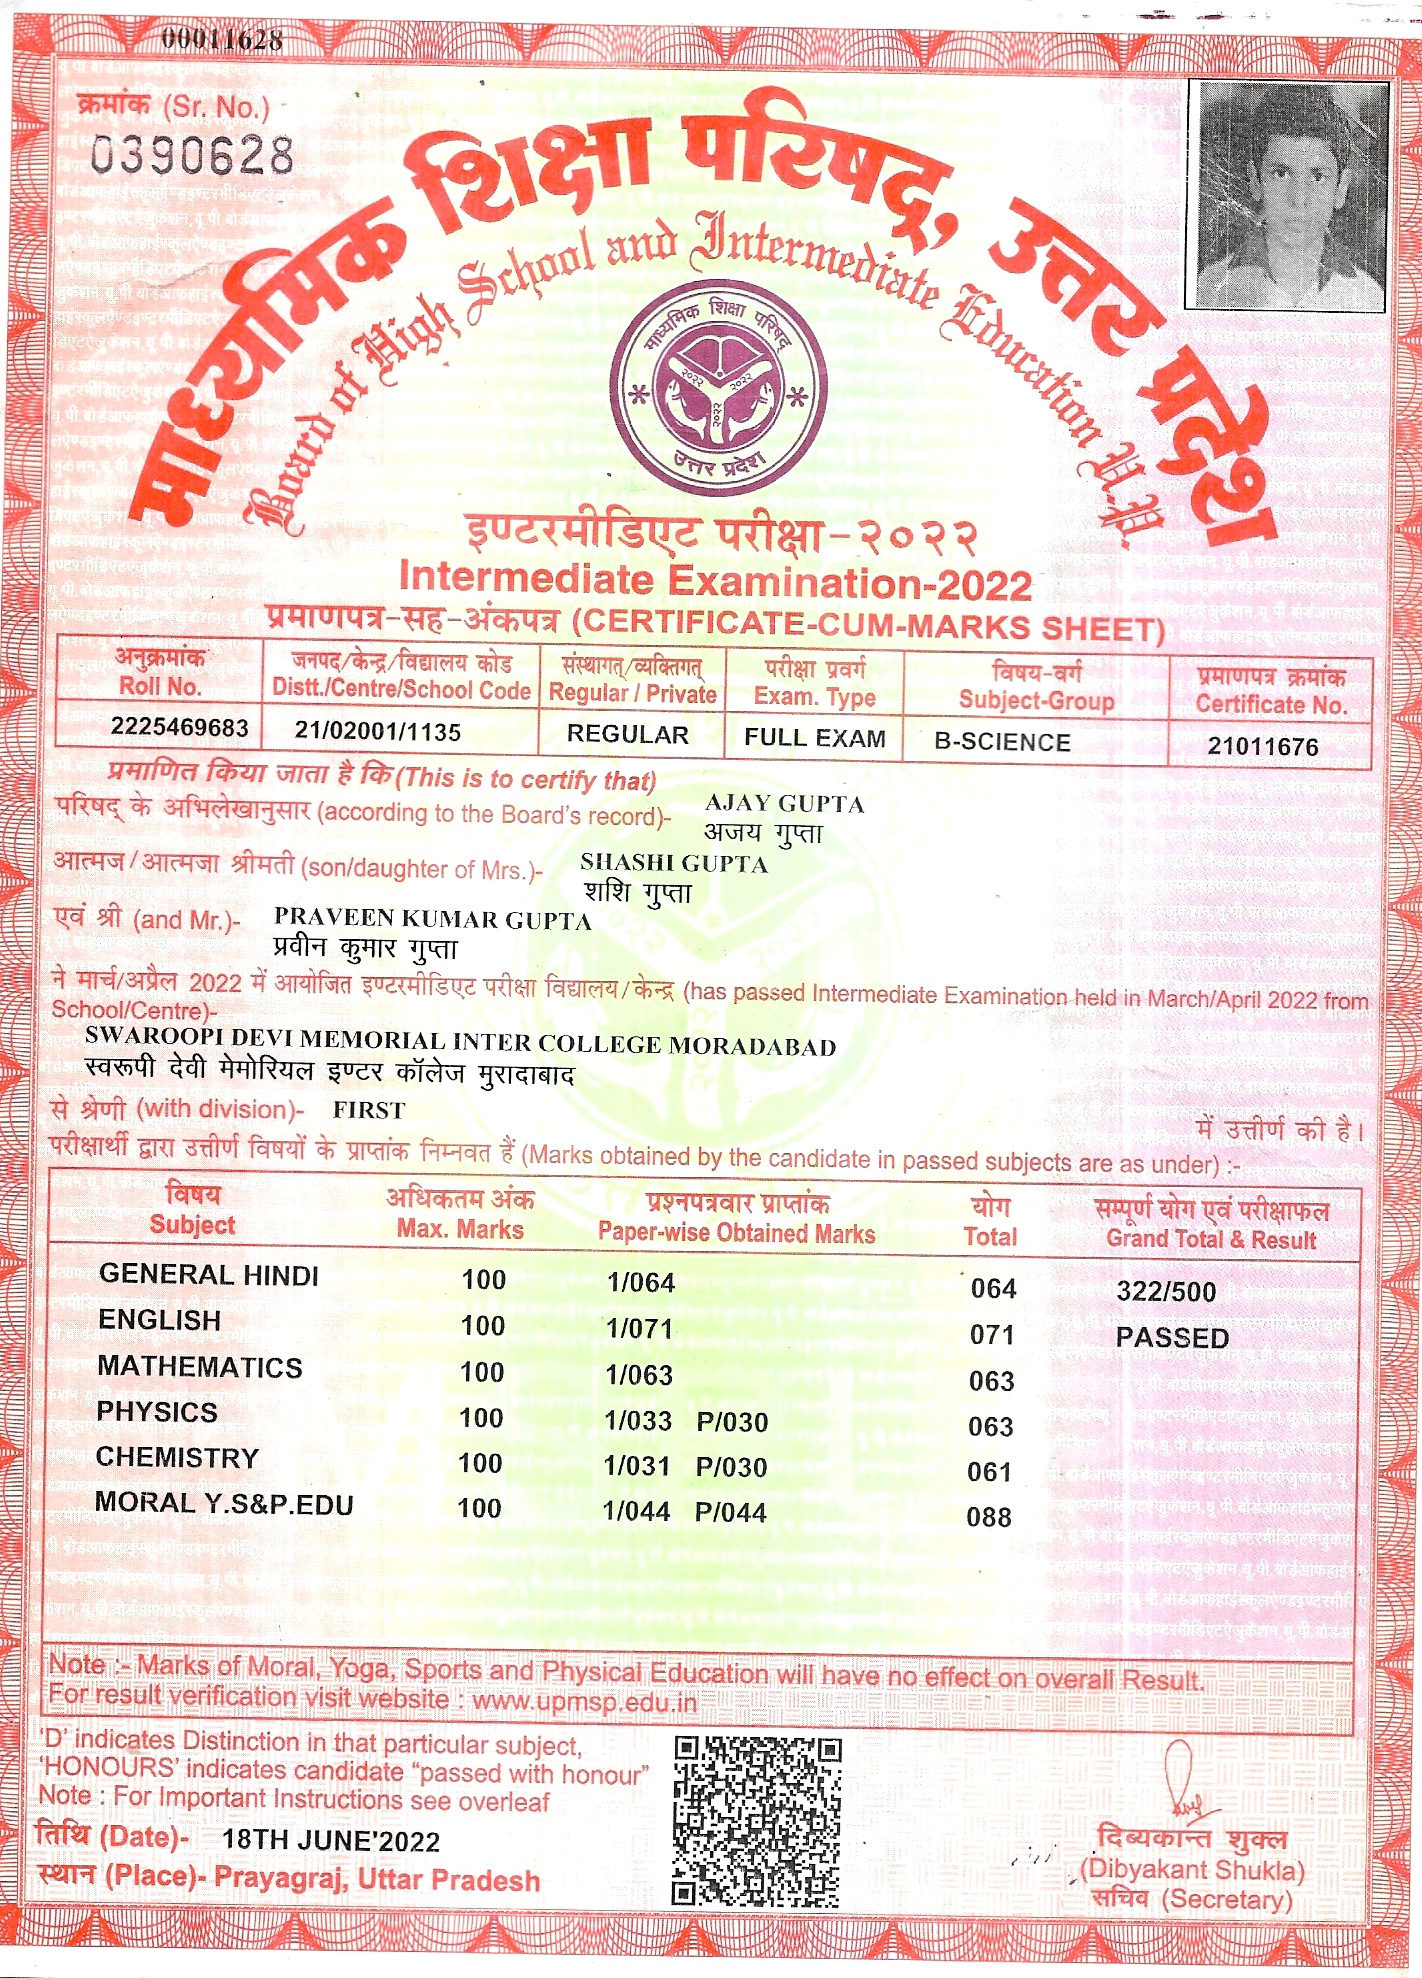 00011628
क्रमांक (Sr. No.)
0390628
माध्यमिक शिक्षा परिषद्, उत्तर प्रदेश
Board of High School and Intermediate Education U.P.
माध्यमिक शिक्षा परिषद्
२०२२ २०२२
२०२२
उत्तर प्रदेश
इण्टरमीडिएट परीक्षा-२०२२
Intermediate Examination-2022
प्रमाणपत्र-सह-अंकपत्र (CERTIFICATE-CUM-MARKS SHEET)
अनुक्रमांक जनपद/केन्द्र/विद्यालय कोड संस्थागत्/व्यक्तिगत् परीक्षा प्रवर्ग विषय-वर्ग प्रमाणपत्र क्रमांक
Roll No. Distt./Centre/School Code Regular / Private Exam. Type Subject-Group Certificate No.
2225469683 21/02001/1135 REGULAR FULL EXAM B-SCIENCE 21011676
प्रमाणित किया जाता है कि (This is to certify that)
परिषद् के अभिलेखानुसार (according to the Board's record)- AJAY GUPTA
अजय गुप्ता
आत्मज/आत्मजा श्रीमती (son/daughter of Mrs.)- SHASHI GUPTA
शशि गुप्ता
एवं श्री (and Mr.)- PRAVEEN KUMAR GUPTA
प्रवीन कुमार गुप्ता
ने मार्च/अप्रैल 2022 में आयोजित इण्टरमीडिएट परीक्षा विद्यालय/केन्द्र (has passed Intermediate Examination held in March/April 2022 from
School/Centre)-
SWAROOPI DEVI MEMORIAL INTER COLLEGE MORADABAD
स्वरूपी देवी मेमोरियल इण्टर कॉलेज मुरादाबाद
से श्रेणी (with division)- FIRST में उत्तीर्ण की है।
परीक्षार्थी द्वारा उत्तीर्ण विषयों के प्राप्तांक निम्नवत हैं (Marks obtained by the candidate in passed subjects are as under) :-
विषय अधिकतम अंक प्रश्नपत्रवार प्राप्तांक योग सम्पूर्ण योग एवं परीक्षाफल
Subject Max. Marks Paper-wise Obtained Marks Total Grand Total & Result
GENERAL HINDI 100 1/064 064 322/500
ENGLISH 100 1/071 071 PASSED
MATHEMATICS 100 1/063 063
PHYSICS 100 1/033 P/030 063
CHEMISTRY 100 1/031 P/030 061
MORAL Y.S&P.EDU 100 1/044 P/044 088
Note :- Marks of Moral, Yoga, Sports and Physical Education will have no effect on overall Result.
For result verification visit website : www.upmsp.edu.in
'D' indicates Distinction in that particular subject,
'HONOURS' indicates candidate "passed with honour"
Note : For Important Instructions see overleaf
तिथि (Date)- 18TH JUNE'2022
स्थान (Place)- Prayagraj, Uttar Pradesh
दिब्यकान्त शुक्ल
(Dibyakant Shukla)
सचिव (Secretary)